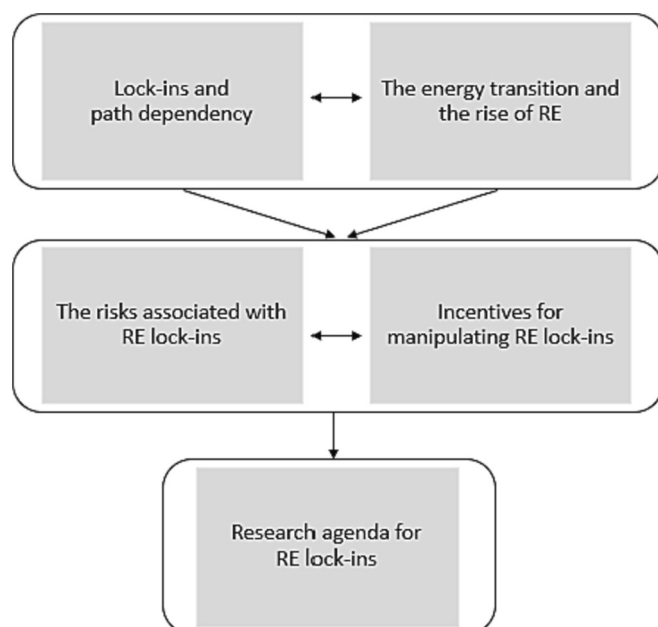 Lock-ins and
path dependency
The energy transition and
the rise of RE
The risks associated with
RE lock-ins
Incentives for
manipulating RE lock-ins
Research agenda for
RE lock-ins